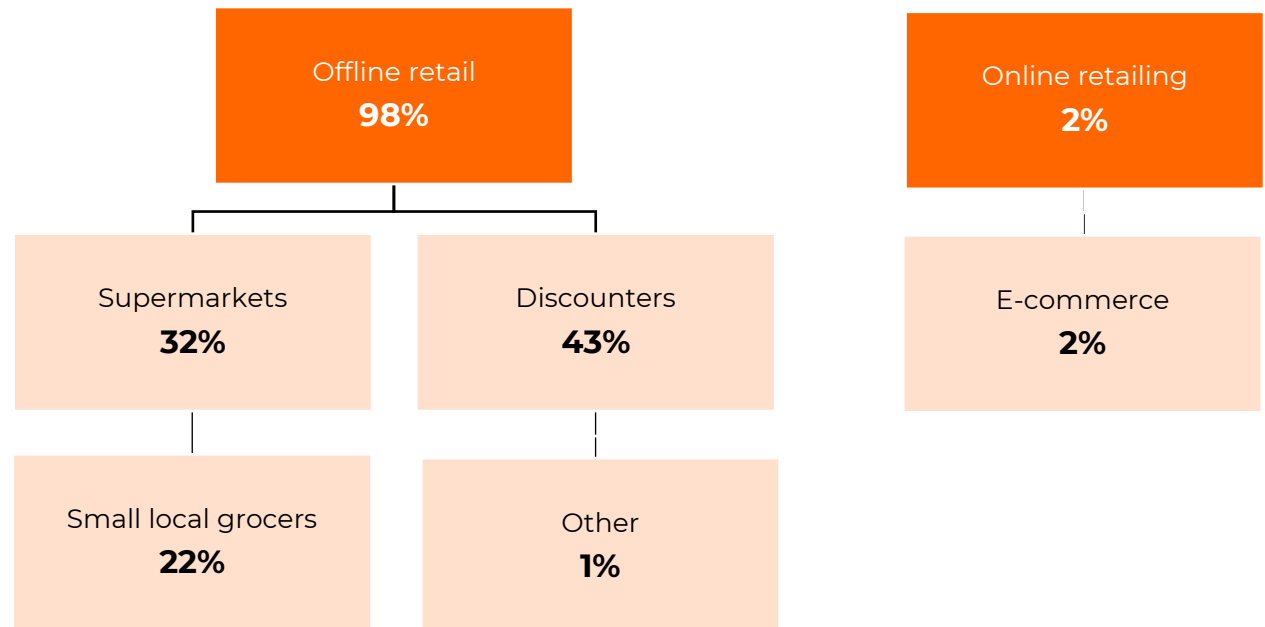 Offline retail
98%
Online retailing
2%
Supermarkets
32%
Discounters
43%
E-commerce
2%
Small local grocers
22%
Other
1%